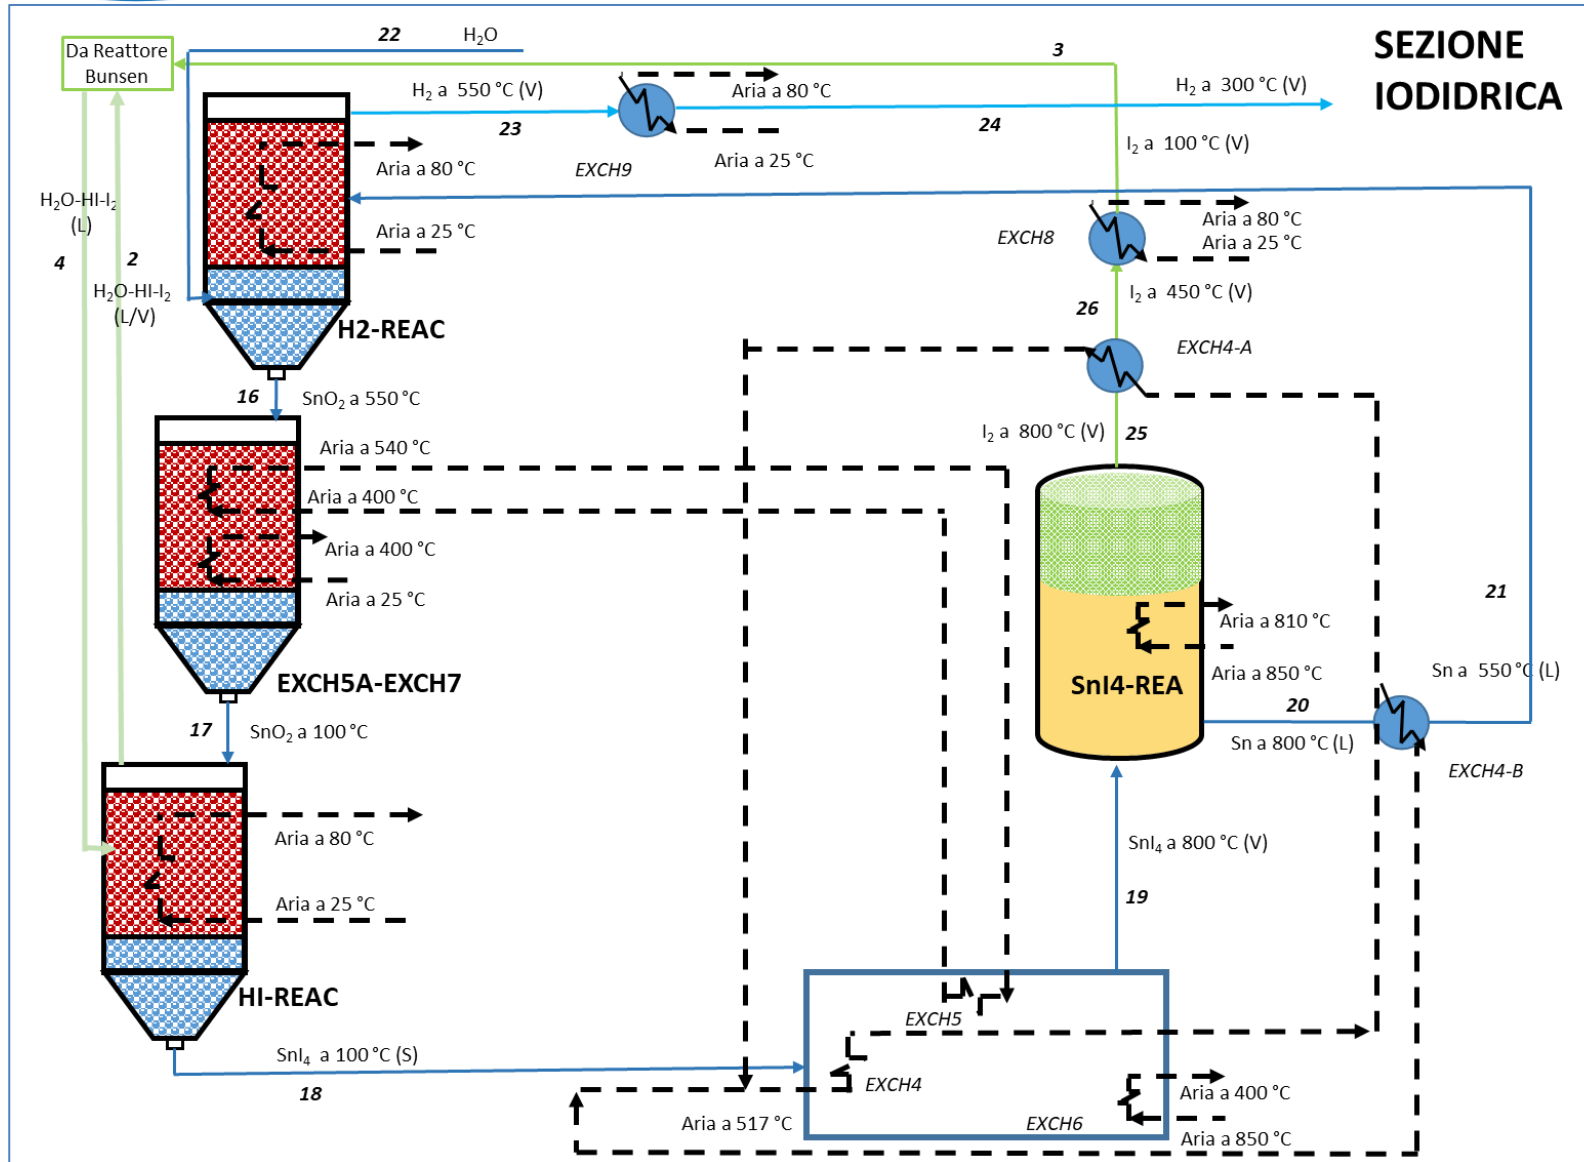 22
H₂O
3
SEZIONE
IODIDRICA
Da Reattore
Bunsen
H₂ a 550 °C (V)
23
Aria a 80 °C
24
H₂ a 300 °C (V)
Aria a 25 °C
EXCH9
I₂ a 100 °C (V)
Aria a 80 °C
H₂O-HI-I₂
(L)
Aria a 25 °C
4
2
H₂O-HI-I₂
(L/V)
EXCH8
Aria a 80 °C
Aria a 25 °C
26
I₂ a 450 °C (V)
H2-REAC
EXCH4-A
16
SnO₂ a 550 °C
I₂ a 800 °C (V)
25
Aria a 540 °C
Aria a 400 °C
Aria a 400 °C
Aria a 25 °C
EXCH5A-EXCH7
17
SnO₂ a 100 °C
21
Aria a 810 °C
Aria a 850 °C
SnI4-REA
Sn a 550 °C (L)
20
Sn a 800 °C (L)
EXCH4-B
Aria a 80 °C
Aria a 25 °C
HI-REAC
SnI₄ a 800 °C (V)
19
EXCH5
SnI₄ a 100 °C (S)
18
EXCH4
Aria a 517 °C
EXCH6
Aria a 400 °C
Aria a 850 °C